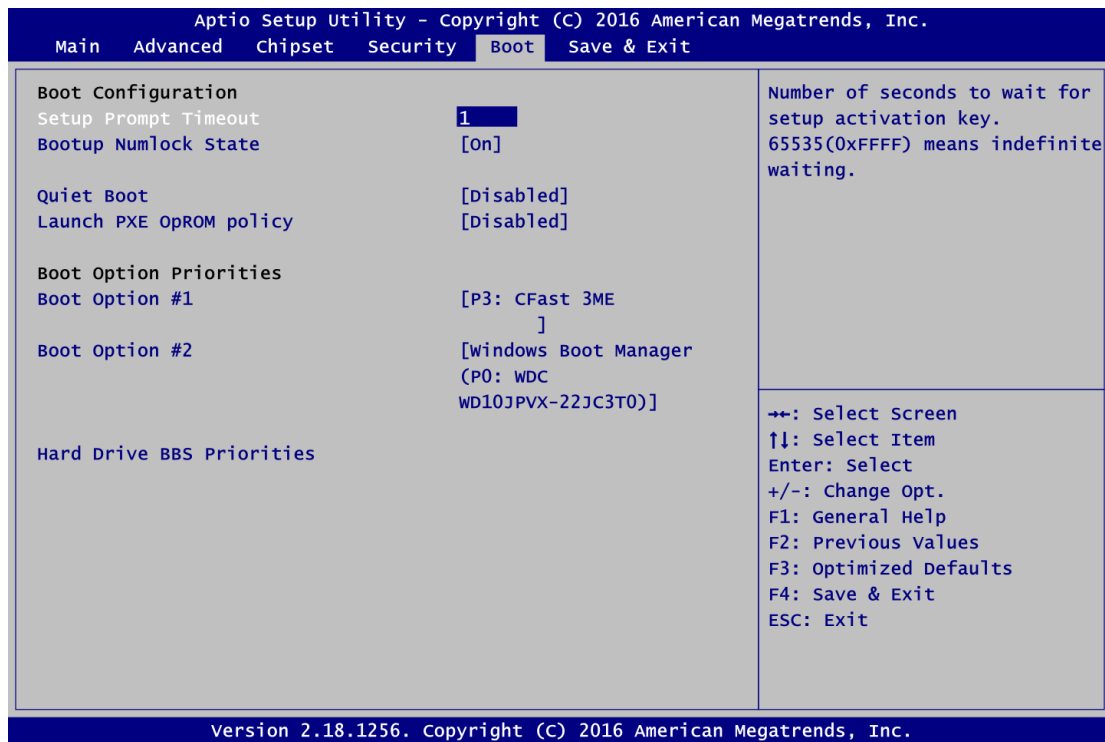 Aptio Setup Utility - Copyright (C) 2016 American Megatrends, Inc.
Main Advanced Chipset Security Boot Save & Exit
Boot Configuration
Setup Prompt Timeout 1
Bootup Numlock State [On]
Quiet Boot [Disabled]
Launch PXE OpROM policy [Disabled]
Boot Option Priorities
Boot Option #1 [P3: CFast 3ME
]
Boot Option #2 [Windows Boot Manager
(P0: WDC
WD10JPVX-22JC3T0)]
Hard Drive BBS Priorities
Number of seconds to wait for
setup activation key.
65535(0xFFFF) means indefinite
waiting.
→←: Select Screen
↑↓: Select Item
Enter: Select
+/-: Change Opt.
F1: General Help
F2: Previous Values
F3: Optimized Defaults
F4: Save & Exit
ESC: Exit
Version 2.18.1256. Copyright (C) 2016 American Megatrends, Inc.